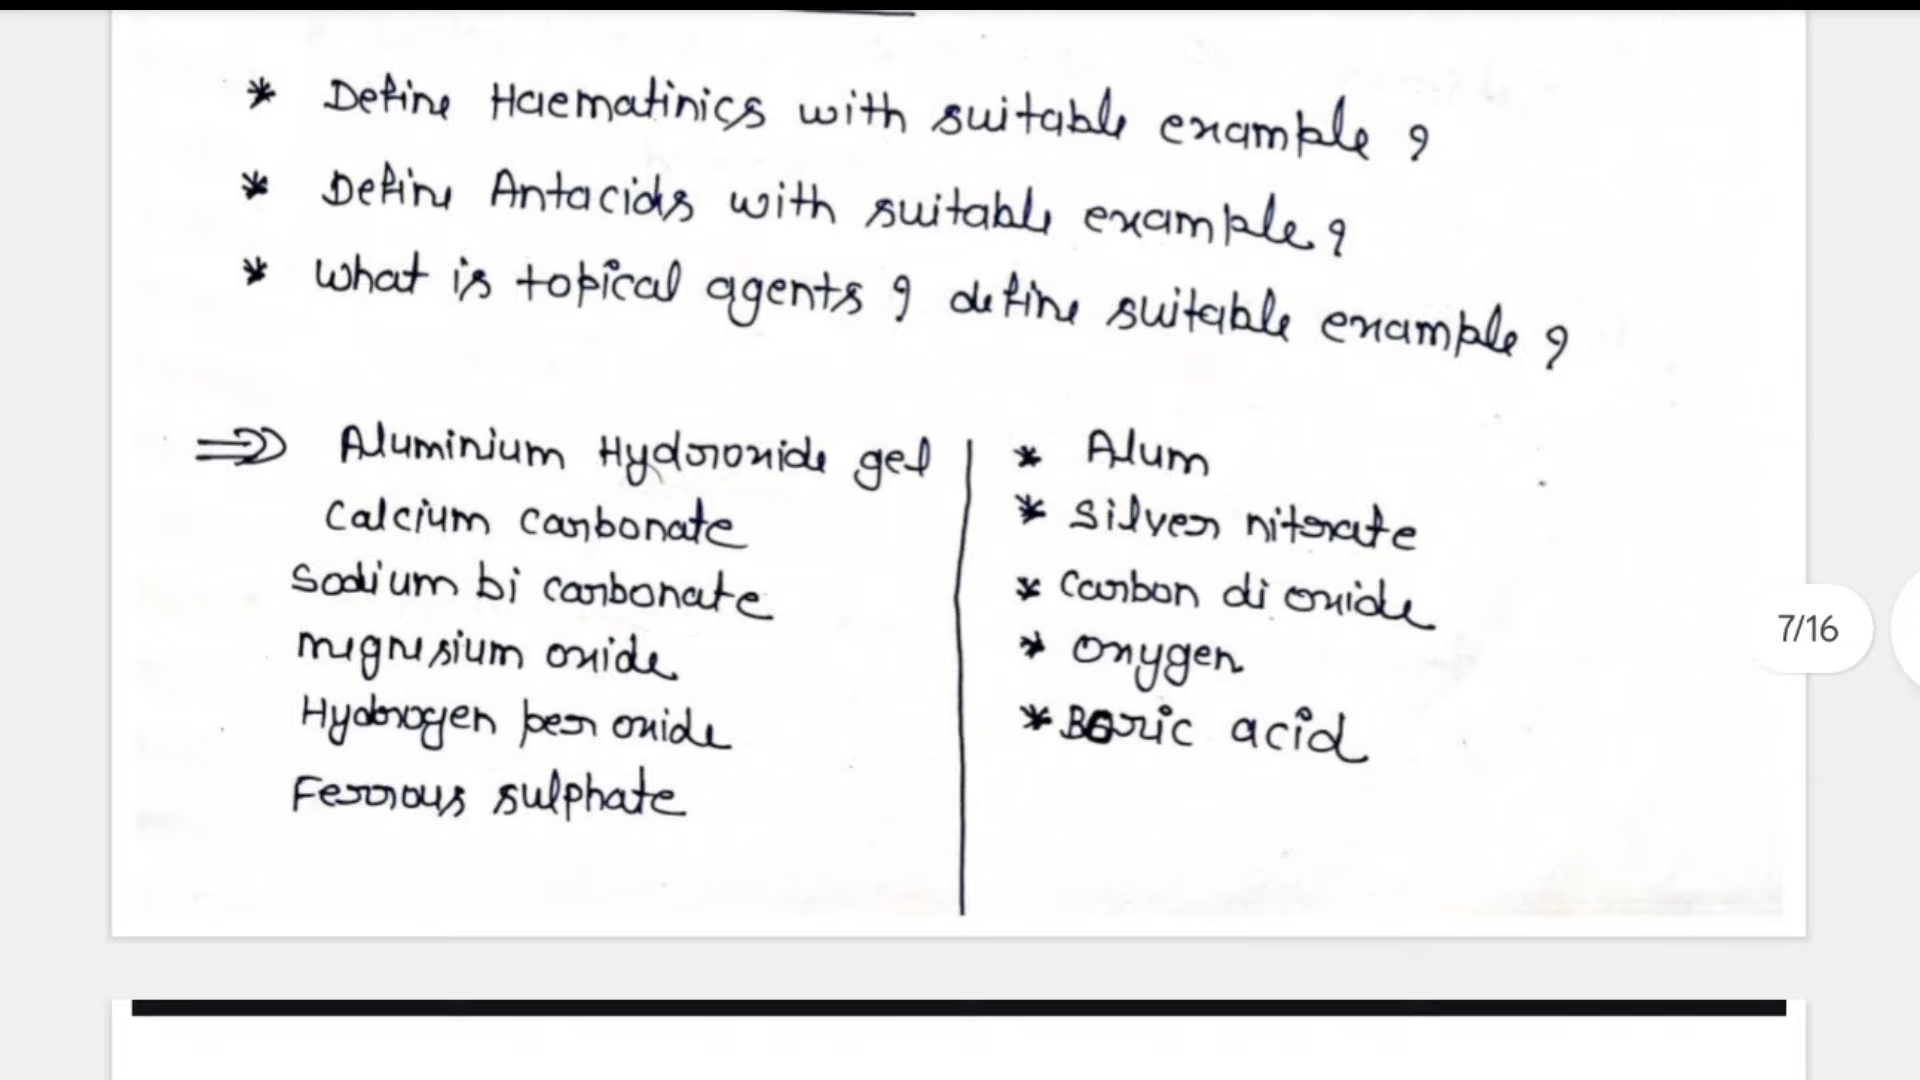 * Define Haematinics with suitable example ?
* Define Antacids with suitable example ?
* What is topical agents ? define suitable example ?
⇒ Aluminium Hydroxide gel
Calcium carbonate
Sodium bi carbonate
Magnesium oxide
Hydrogen per oxide
Ferrous sulphate
* Alum
* Silver nitrate
* Carbon di oxide
* Oxygen
* Boric acid
7/16